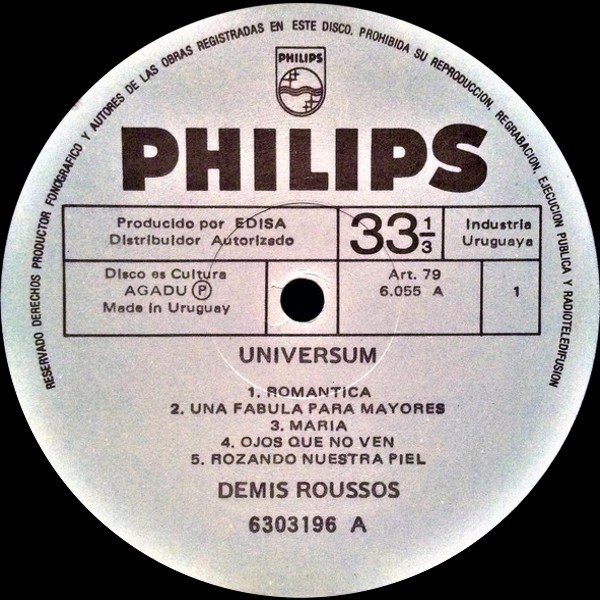 RESERVADO DERECHOS PRODUCTOR FONOGRAFICO Y AUTORES DE LAS OBRAS REGISTRADAS EN ESTE DISCO. PROHIBIDA SU REPRODUCCION, REGRABACION, EJECUCION PUBLICA Y RADIOTELEDIFUSION
PHILIPS
PHILIPS
Producido por EDISA
Distribuidor Autorizado
33 1/3
Industria
Uruguaya
Disco es Cultura
AGADU Ⓟ
Made in Uruguay
Art. 79
6.055 A
1
UNIVERSUM
1. ROMANTICA
2. UNA FABULA PARA MAYORES
3. MARIA
4. OJOS QUE NO VEN
5. ROZANDO NUESTRA PIEL
DEMIS ROUSSOS
6303196 A